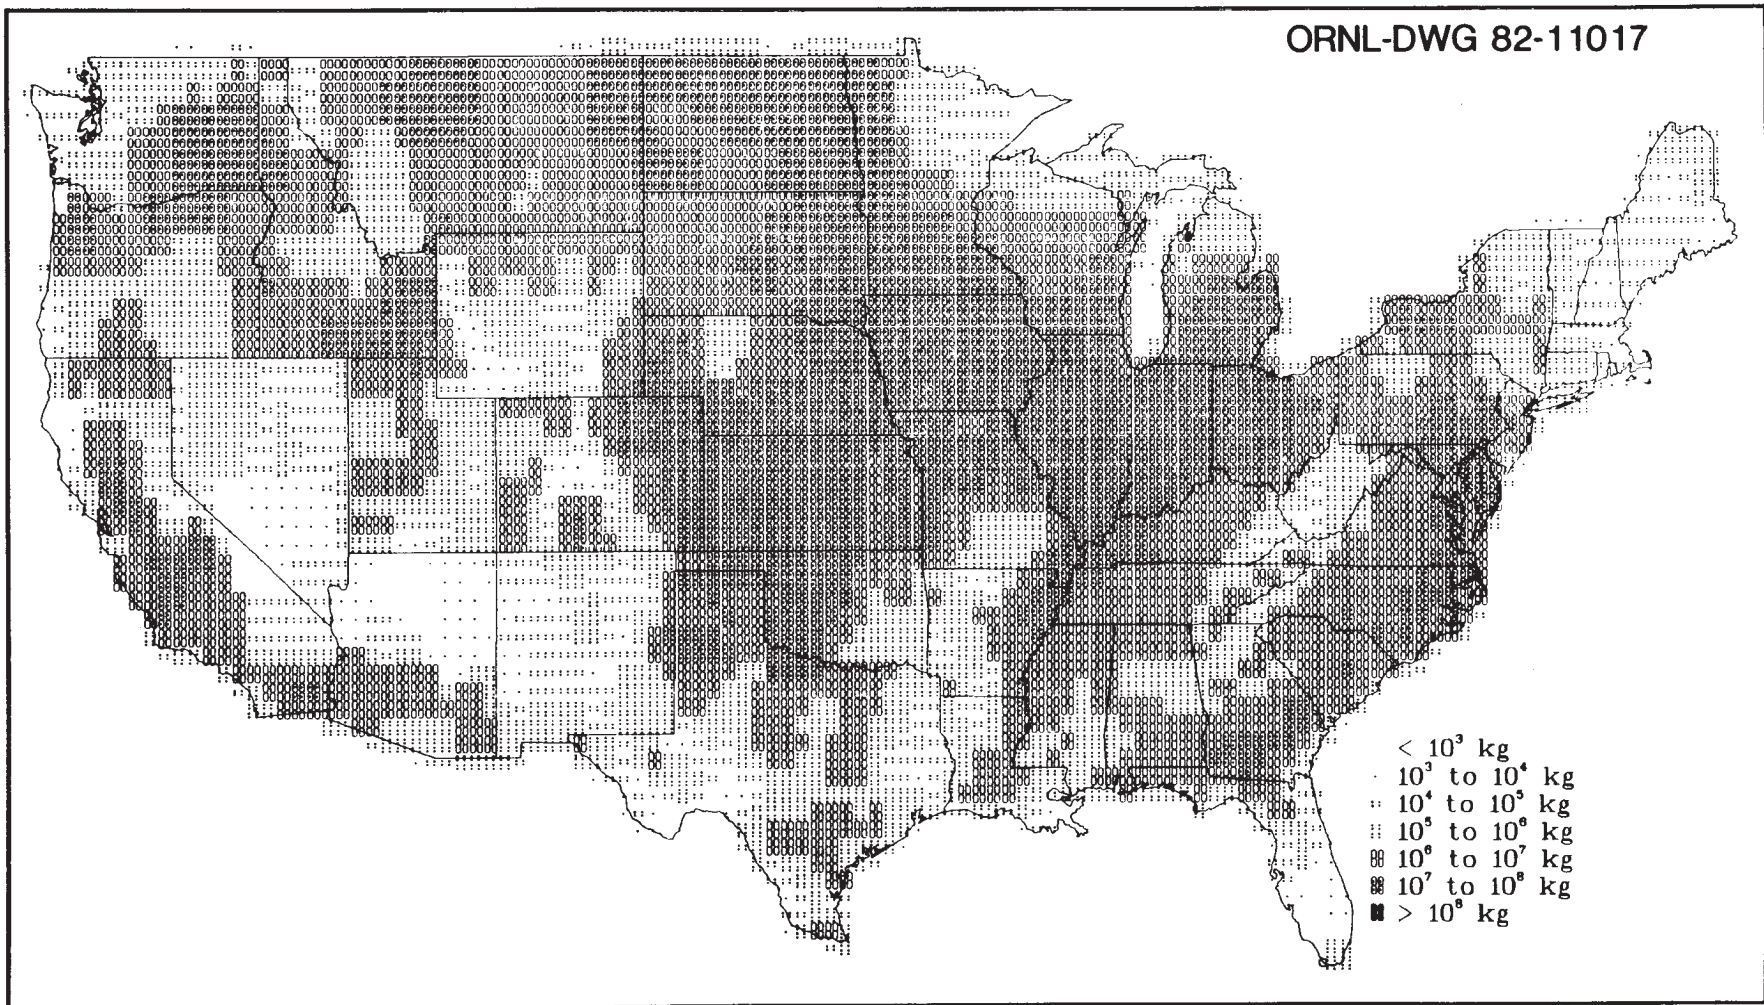 ORNL-DWG 82-11017
< 10³ kg
10³ to 10⁴ kg
10⁴ to 10⁵ kg
10⁵ to 10⁶ kg
10⁶ to 10⁷ kg
10⁷ to 10⁸ kg
> 10⁸ kg